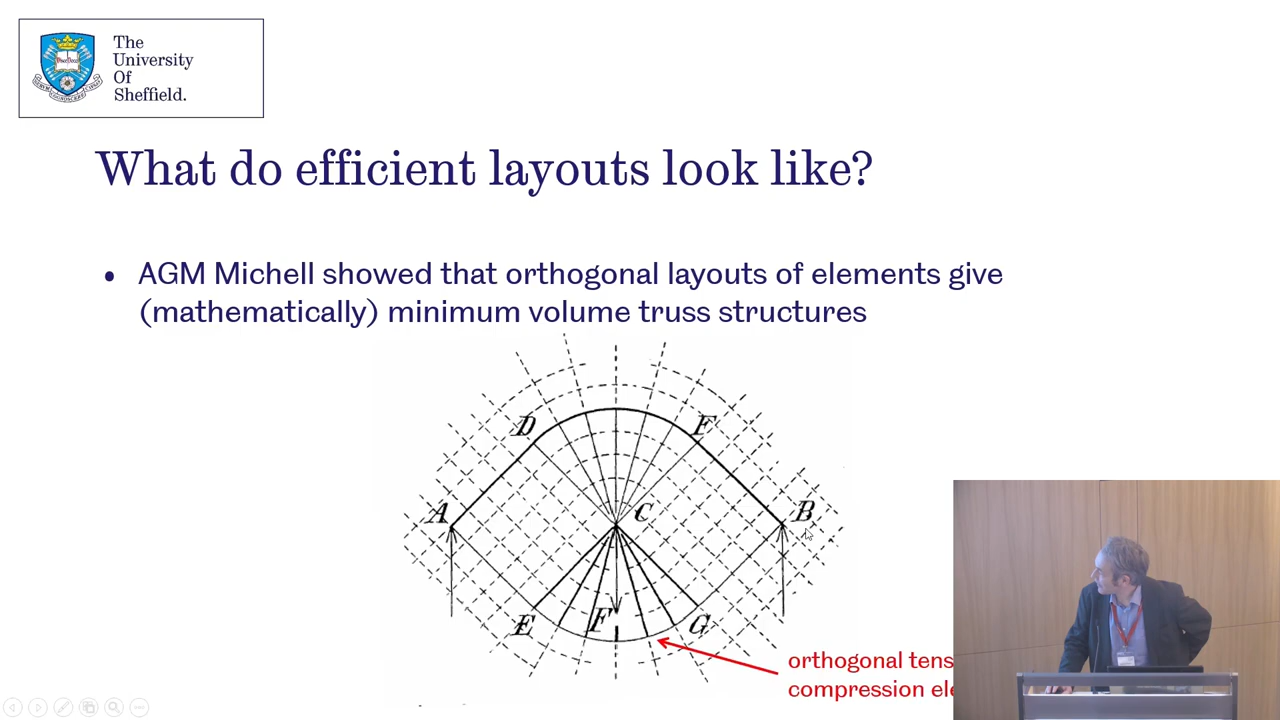 The
University
Of
Sheffield.
What do efficient layouts look like?
• AGM Michell showed that orthogonal layouts of elements give
(mathematically) minimum volume truss structures
D
F
A
C
B
E
F
G
orthogonal tens
compression ele